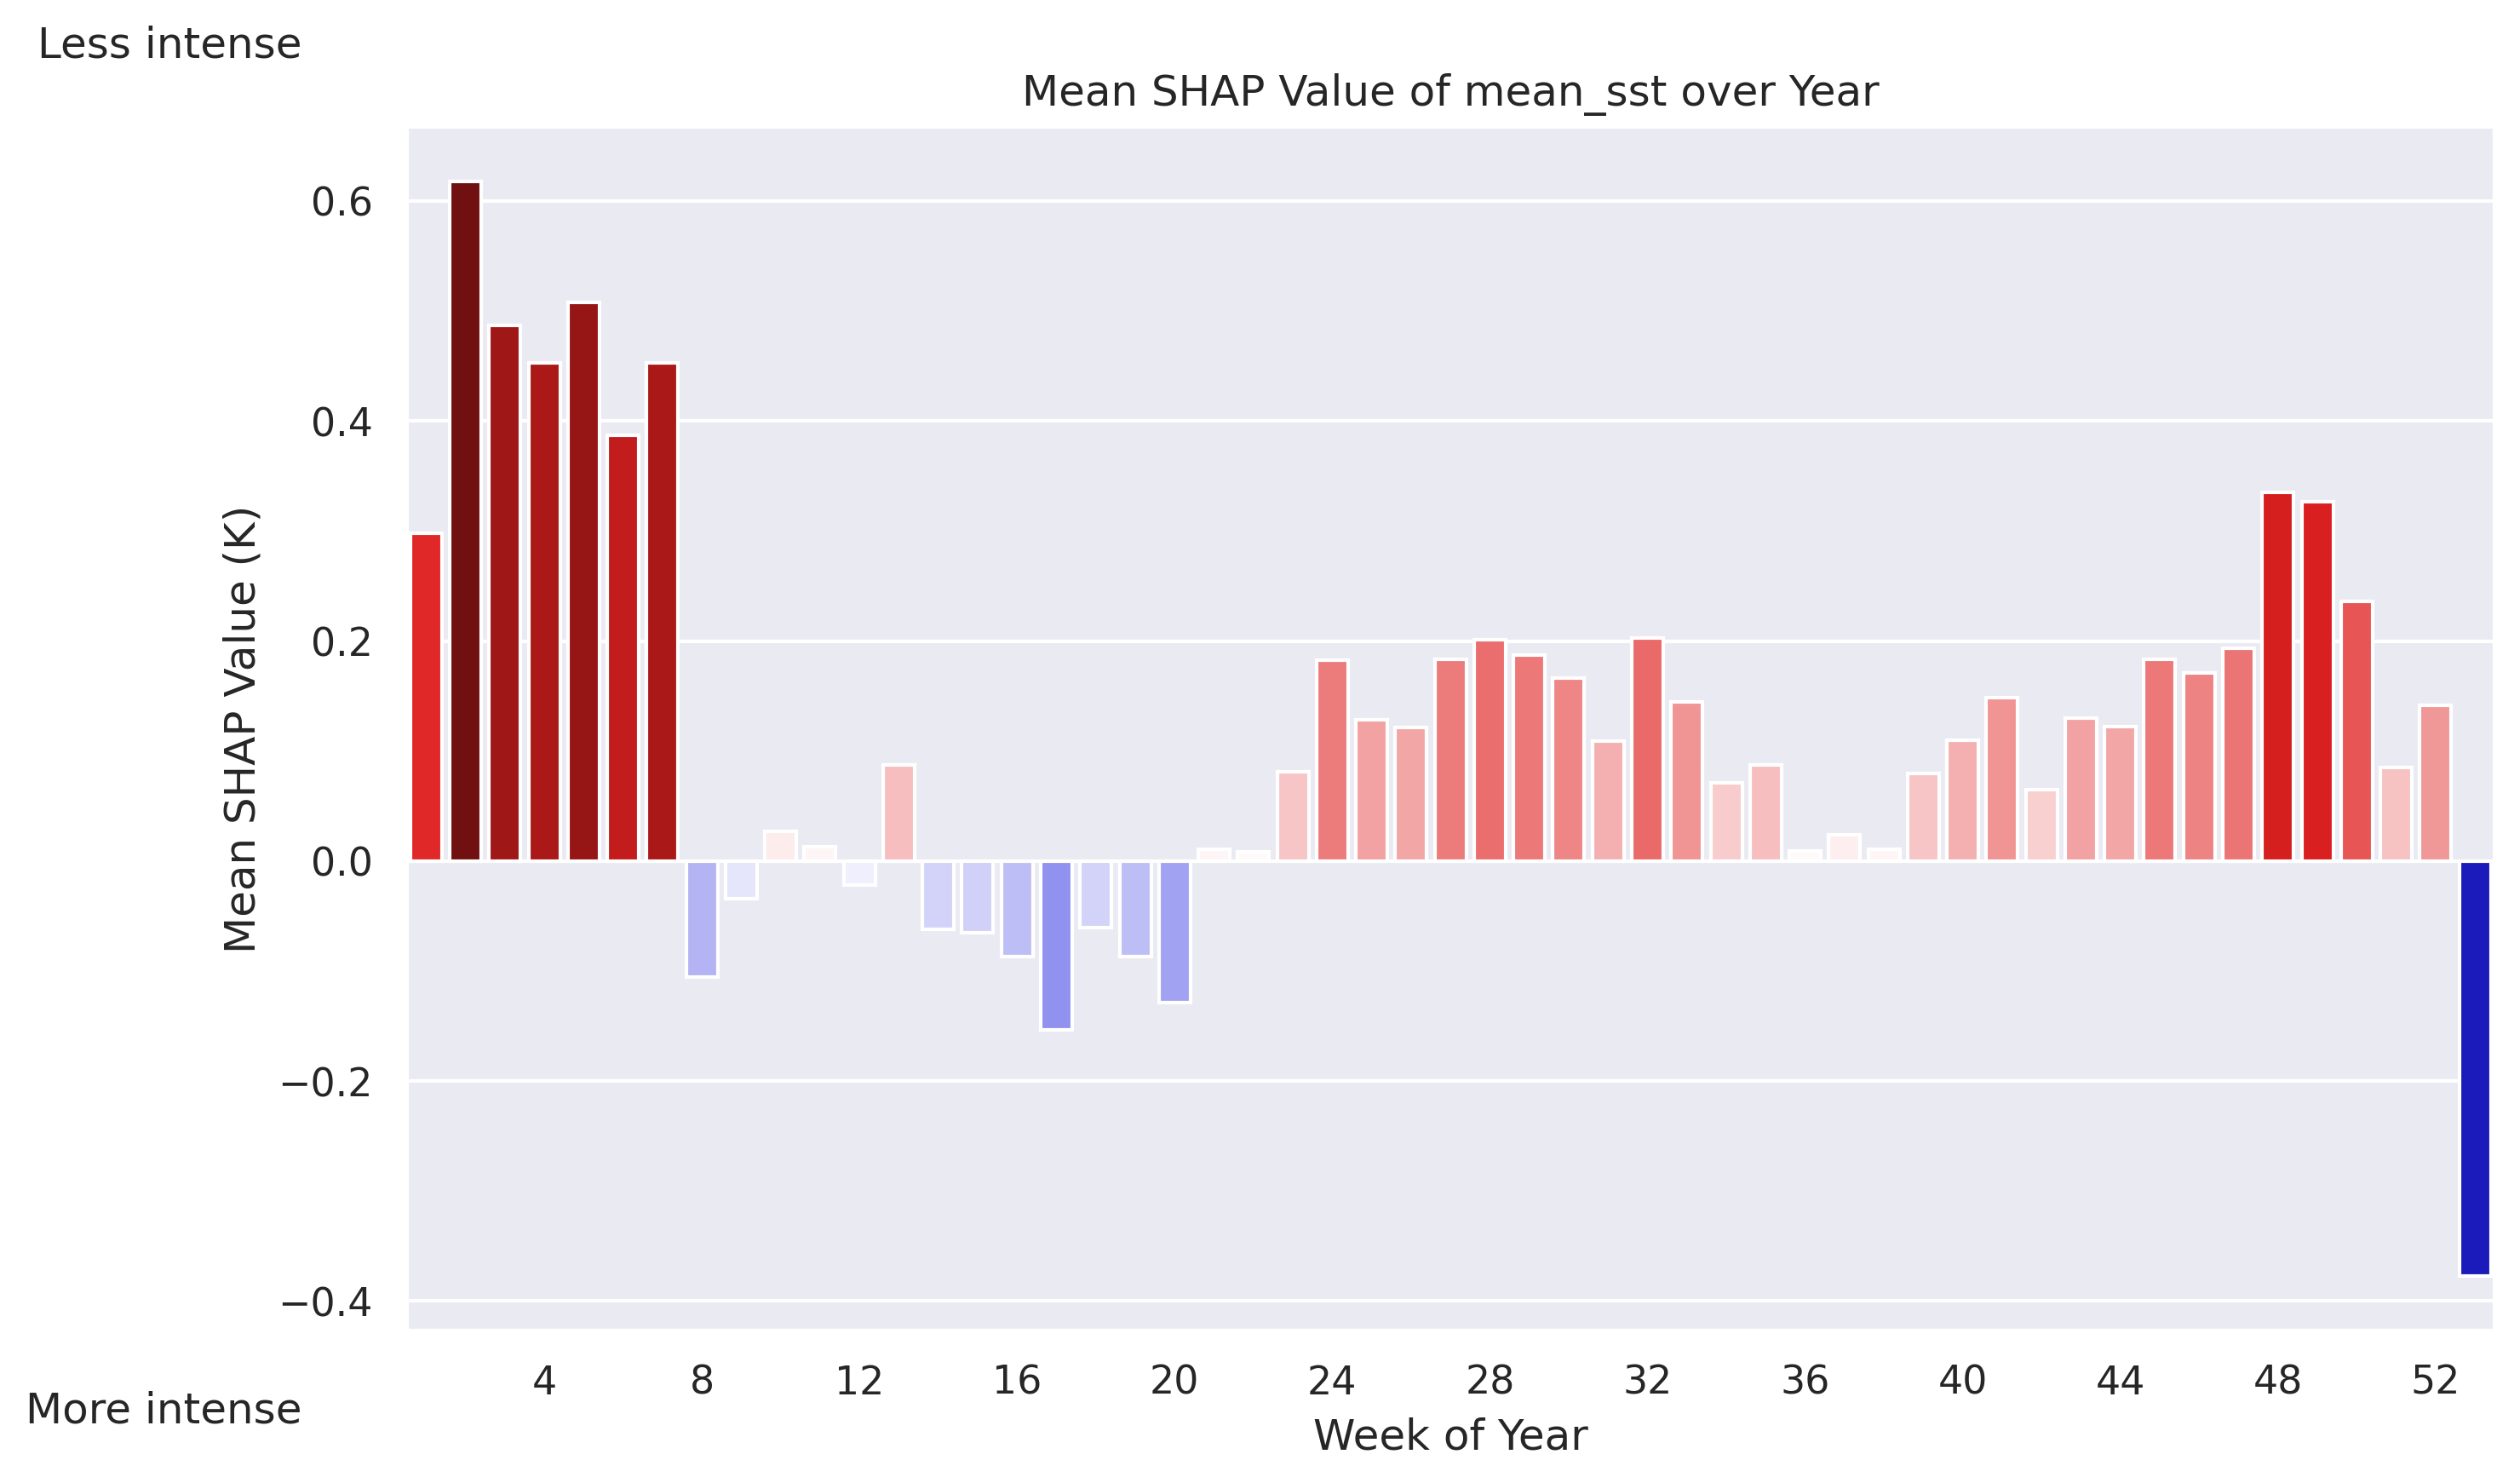 Less intense
Mean SHAP Value of mean_sst over Year
Mean SHAP Value (K)
0.6
0.4
0.2
0.0
−0.2
−0.4
4 8 12 16 20 24 28 32 36 40 44 48 52
More intense
Week of Year